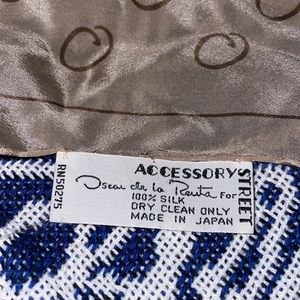 ACCESSORY
STREET
Oscar de la Renta For
100% SILK
DRY CLEAN ONLY
MADE IN JAPAN
RN50275